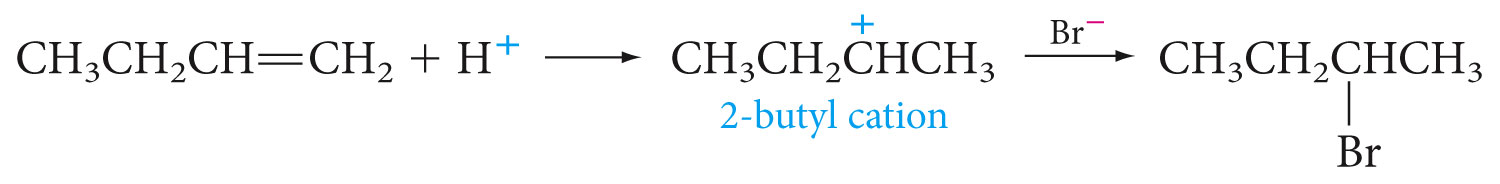 CH₃CH₂CH=CH₂ + H⁺ ⟶ CH₃CH₂C⁺HCH₃ Br⁻⟶ CH₃CH₂CHCH₃
2-butyl cation
Br